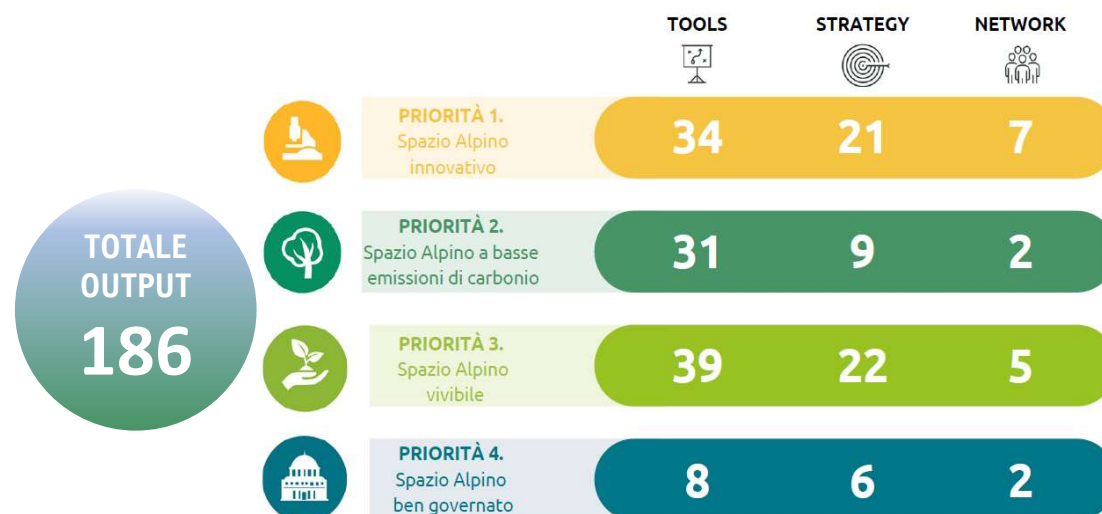 TOOLS STRATEGY NETWORK
PRIORITÀ 1.
Spazio Alpino
innovativo
34 21 7
PRIORITÀ 2.
Spazio Alpino a basse
emissioni di carbonio
31 9 2
TOTALE
OUTPUT
186
PRIORITÀ 3.
Spazio Alpino
vivibile
39 22 5
PRIORITÀ 4.
Spazio Alpino
ben governato
8 6 2